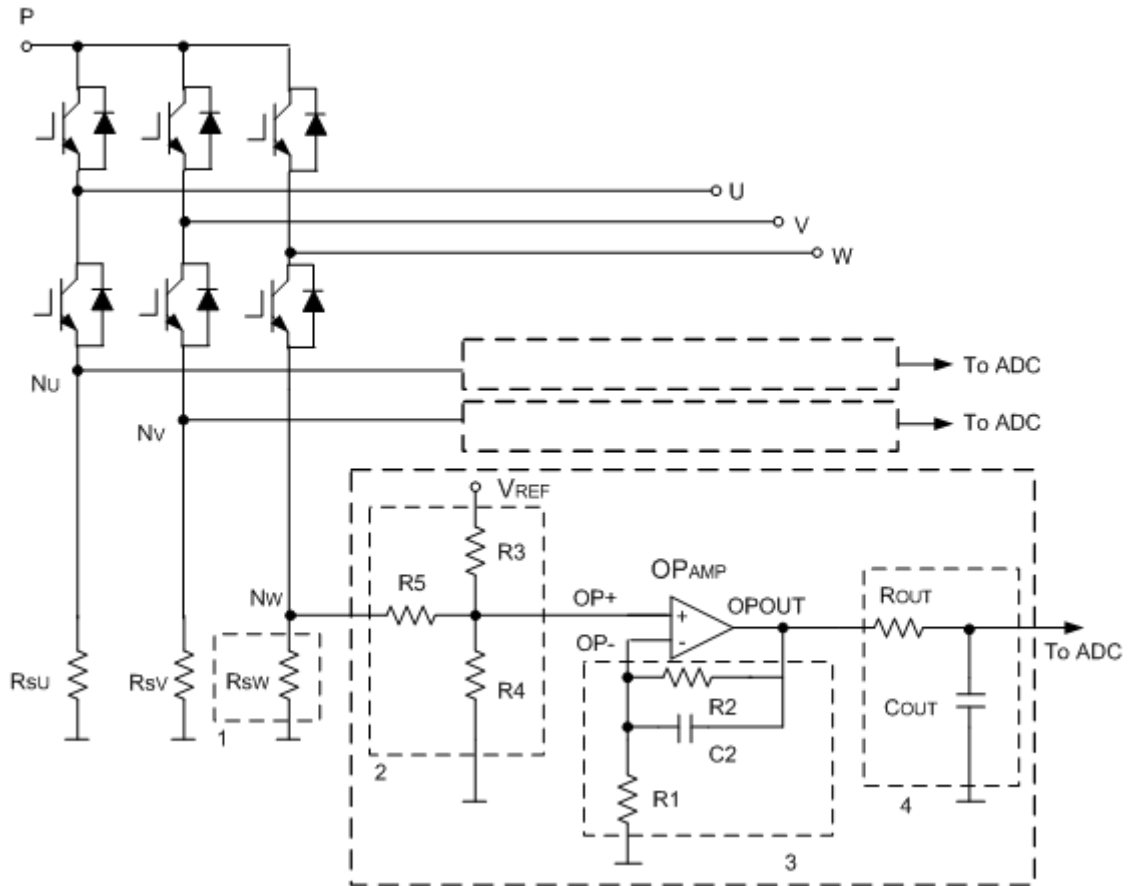 P
U
V
W
NU
To ADC
NV
To ADC
VREF
R3
R5
OPAMP
NW
OP+
OPOUT
ROUT
OP-
To ADC
RSU
RSV
RSW
R4
R2
COUT
1
C2
2
R1
4
3